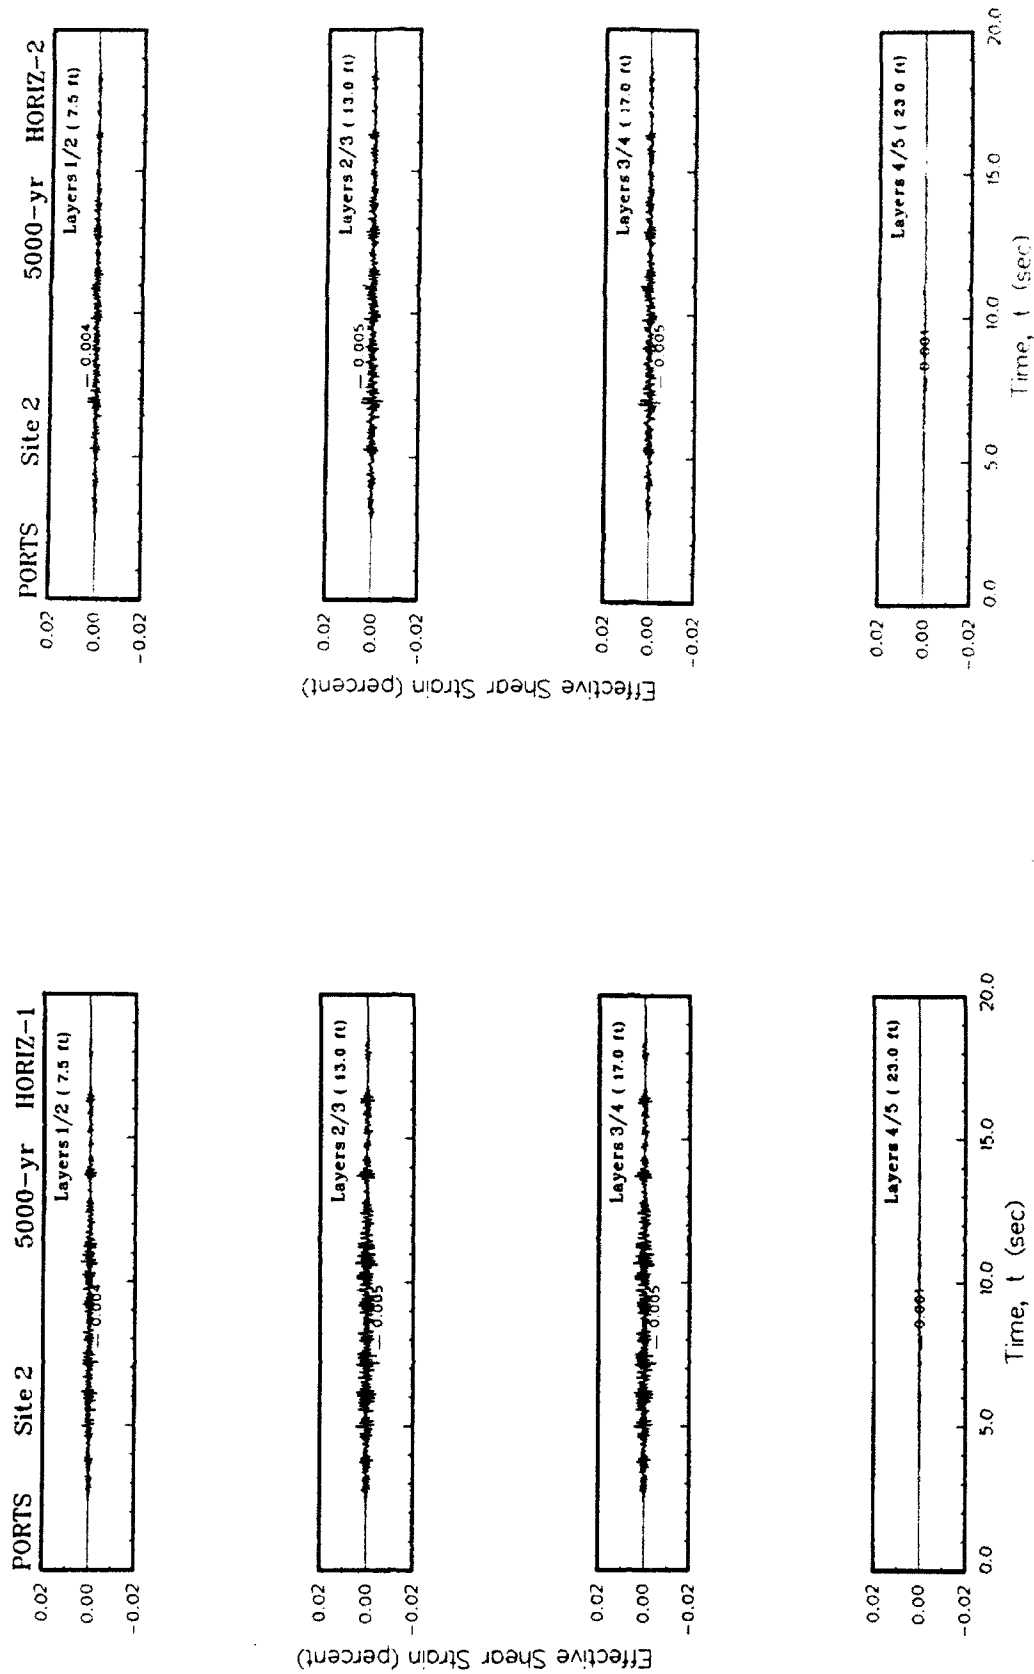 PORTS Site 2 5000-yr HORIZ-1
Layers 1/2 ( 7.5 ft)
0.02
0.00
-0.02
— 0.004
Layers 2/3 ( 13.0 ft)
0.02
0.00
-0.02
— 0.005
Layers 3/4 ( 17.0 ft)
0.02
0.00
-0.02
— 0.005
Layers 4/5 ( 23.0 ft)
0.02
0.00
-0.02
0.001
0.0 5.0 10.0 15.0 20.0
Time, t (sec)
Effective Shear Strain (percent)
PORTS Site 2 5000-yr HORIZ-2
Layers 1/2 ( 7.5 ft)
0.02
0.00
-0.02
— 0.004
Layers 2/3 ( 13.0 ft)
0.02
0.00
-0.02
— 0.005
Layers 3/4 ( 17.0 ft)
0.02
0.00
-0.02
— 0.005
Layers 4/5 ( 23.0 ft)
0.02
0.00
-0.02
0.001
0.0 5.0 10.0 15.0 20.0
Time, t (sec)
Effective Shear Strain (percent)